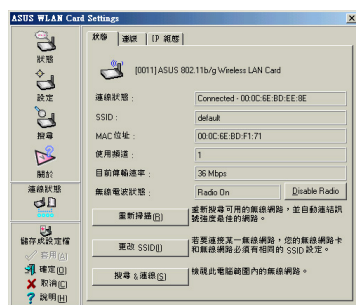 ASUS WLAN Card Settings
狀態
設定
搜尋
關於
連線狀態
儲存成設定檔
套用(A)
確定(O)
取消(C)
說明(H)
狀態 連線 IP 組態
[0011] ASUS 802.11b/g Wireless LAN Card
連線狀態 : Connected - 00:0C:6E:BD:EE:8E
SSID : default
MAC 位址 : 00:0C:6E:BD:F1:71
使用頻道 : 1
目前傳輸速率 : 36 Mbps
無線電波狀態 : Radio On Disable Radio
重新掃描(R) 重新搜尋可用的無線網路，並自動連結訊號強度最佳的網路。
更改 SSID(I) 若要連接某一無線網路，您的無線網路卡和無線網路必須有相同的 SSID 設定。
搜尋 & 連線(S) 檢視此電腦範圍內的無線網路。